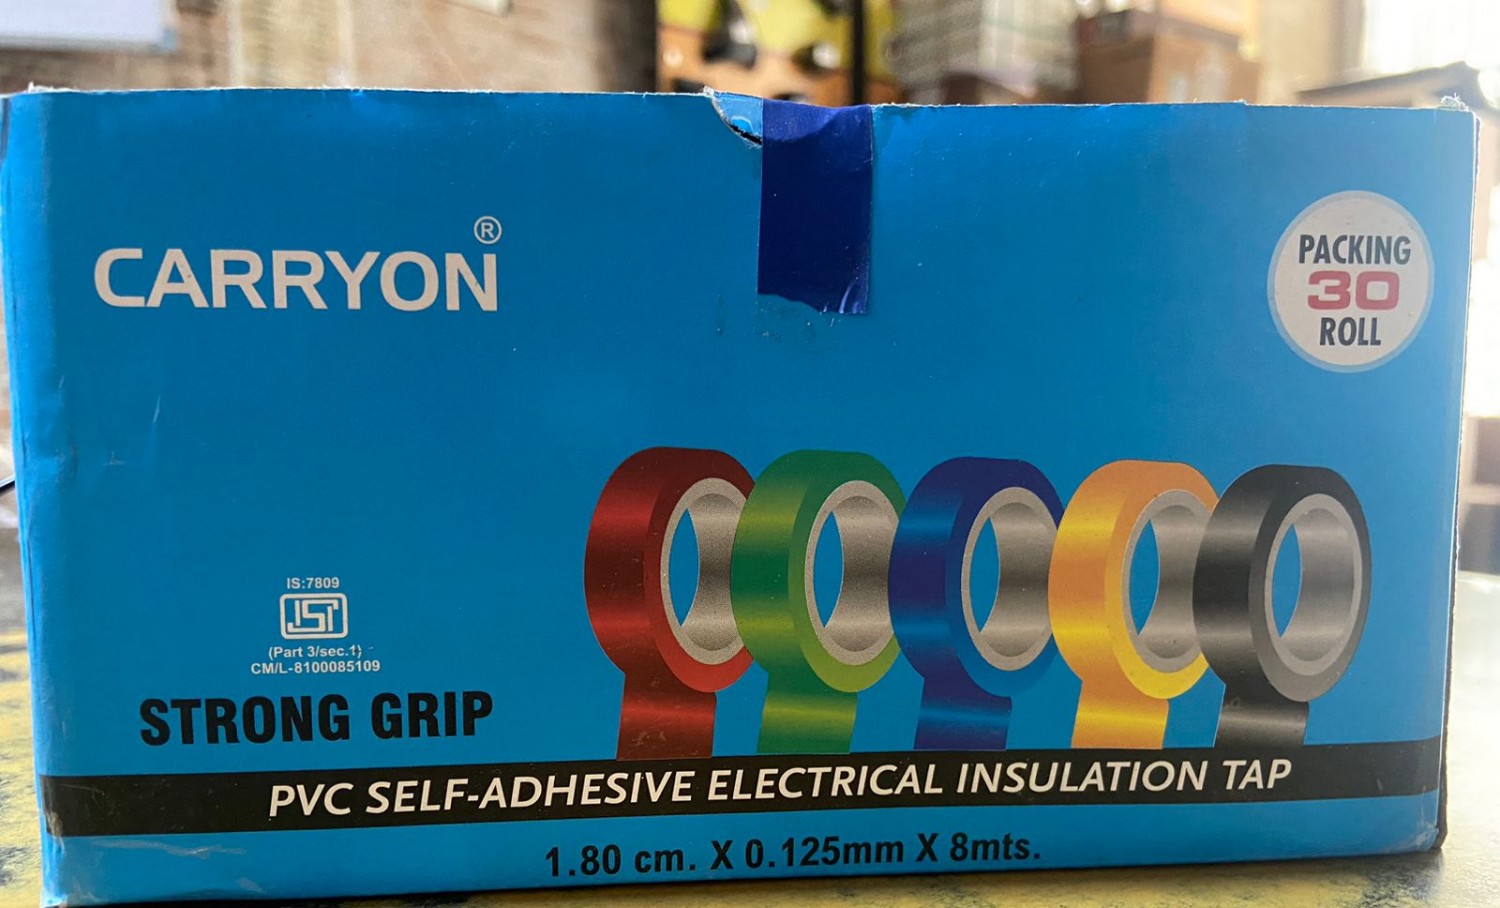 CARRYON®
PACKING
30
ROLL
IS:7809
ISI
(Part 3/sec.1)
CM/L-8100085109
STRONG GRIP
PVC SELF-ADHESIVE ELECTRICAL INSULATION TAP
1.80 cm. X 0.125mm X 8mts.